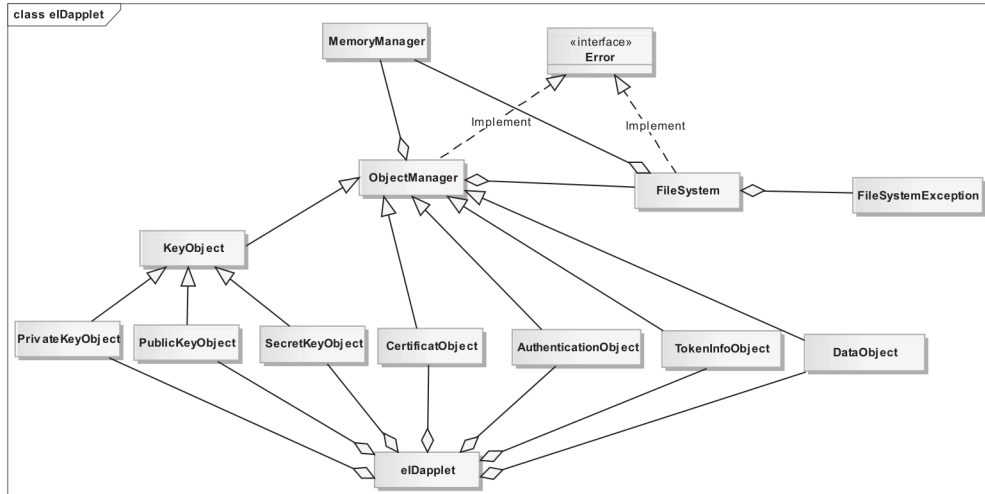 class eIDapplet
MemoryManager
«interface»
Error
Implement
Implement
ObjectManager
FileSystem
FileSystemException
KeyObject
PrivateKeyObject
PublicKeyObject
SecretKeyObject
CertificatObject
AuthenticationObject
TokenInfoObject
DataObject
eIDapplet